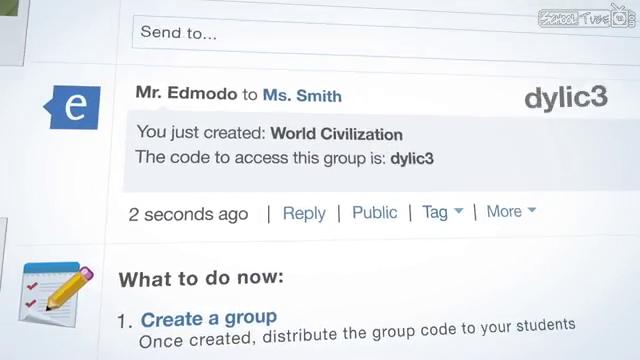 SCHOOLTUBE
Send to...
e
Mr. Edmodo to Ms. Smith
dylic3
You just created: World Civilization
The code to access this group is: dylic3
2 seconds ago | Reply | Public | Tag | More
What to do now:
1. Create a group
Once created, distribute the group code to your students